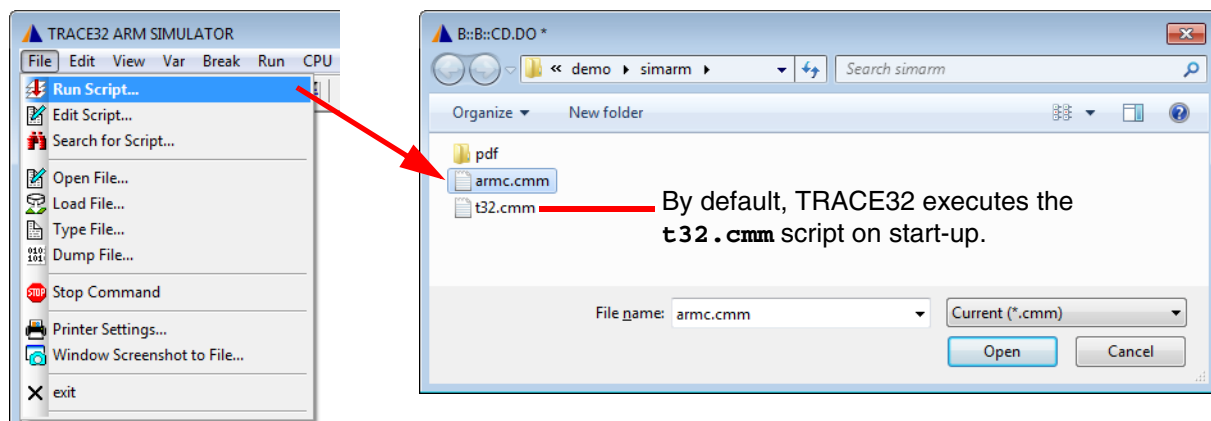 TRACE32 ARM SIMULATOR
File Edit View Var Break Run CPU
Run Script...
Edit Script...
Search for Script...
Open File...
Load File...
Type File...
Dump File...
STOP Stop Command
Printer Settings...
Window Screenshot to File...
exit
B::B::CD.DO *
« demo simarm Search simarm
Organize New folder
pdf
armc.cmm
t32.cmm
By default, TRACE32 executes the
t32.cmm script on start-up.
File name: armc.cmm Current (*.cmm)
Open Cancel